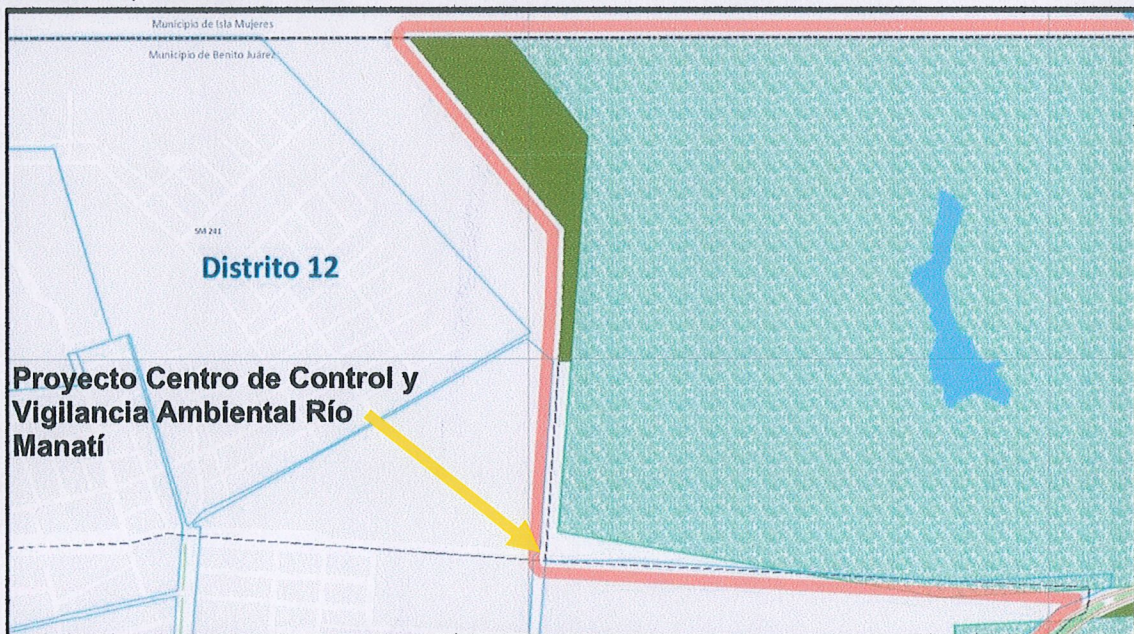 Municipio de Isla Mujeres
Municipio de Benito Juárez
SM 241
Distrito 12
Proyecto Centro de Control y
Vigilancia Ambiental Río
Manatí